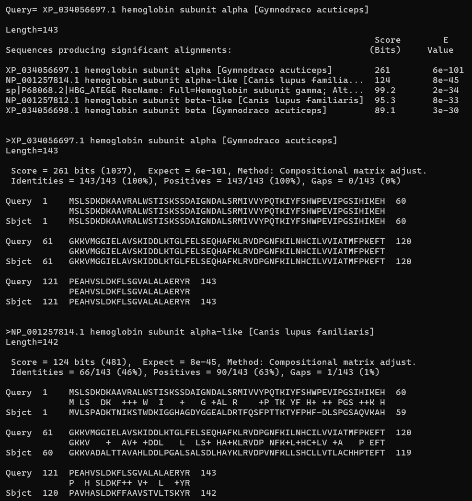 Query= XP_034056697.1 hemoglobin subunit alpha [Gymnodraco acuticeps]
Length=143
Score E
Sequences producing significant alignments: (Bits) Value
XP_034056697.1 hemoglobin subunit alpha [Gymnodraco acuticeps] 261 6e-101
NP_001257814.1 hemoglobin subunit alpha-like [Canis lupus familia... 124 8e-45
sp|P68068.2|HBG_ATEGE RecName: Full=Hemoglobin subunit gamma; Alt... 99.2 2e-34
NP_001257812.1 hemoglobin subunit beta-like [Canis lupus familiaris] 95.3 8e-33
XP_034056698.1 hemoglobin subunit beta [Gymnodraco acuticeps] 89.1 3e-30
>XP_034056697.1 hemoglobin subunit alpha [Gymnodraco acuticeps]
Length=143
Score = 261 bits (1037), Expect = 6e-101, Method: Compositional matrix adjust.
Identities = 143/143 (100%), Positives = 143/143 (100%), Gaps = 0/143 (0%)
Query 1 MSLSDKDKAAVRALWSTISKSSDAIGNDALSRMIVVYPQTKIYFSHWPEVIPGSIHIKEH 60
MSLSDKDKAAVRALWSTISKSSDAIGNDALSRMIVVYPQTKIYFSHWPEVIPGSIHIKEH
Sbjct 1 MSLSDKDKAAVRALWSTISKSSDAIGNDALSRMIVVYPQTKIYFSHWPEVIPGSIHIKEH 60
Query 61 GKKVMGGIELAVSKIDDLKTGLFELSEQHAFKLRVDPGNFKILNHCILVVIATMFPKEFT 120
GKKVMGGIELAVSKIDDLKTGLFELSEQHAFKLRVDPGNFKILNHCILVVIATMFPKEFT
Sbjct 61 GKKVMGGIELAVSKIDDLKTGLFELSEQHAFKLRVDPGNFKILNHCILVVIATMFPKEFT 120
Query 121 PEAHVSLDKFLSGVALALAERYR 143
PEAHVSLDKFLSGVALALAERYR
Sbjct 121 PEAHVSLDKFLSGVALALAERYR 143
>NP_001257814.1 hemoglobin subunit alpha-like [Canis lupus familiaris]
Length=142
Score = 124 bits (481), Expect = 8e-45, Method: Compositional matrix adjust.
Identities = 66/143 (46%), Positives = 90/143 (63%), Gaps = 1/143 (1%)
Query 1 MSLSDKDKAAVRALWSTISKSSDAIGNDALSRMIVVYPQTKIYFSHWPEVIPGSIHIKEH 60
M LS  DK  +++ W  I   +   G +AL R    +P TK YF H+ ++ PGS  +K H
Sbjct 1 MVLSPADKTNIKSTWDKIGGHAGDYGGEALDRTFQSFPTTKTYFPHF-DLSPGSAQVKAH 59
Query 61 GKKVMGGIELAVSKIDDLKTGLFELSEQHAFKLRVDPGNFKILNHCILVVIATMFPKEFT 120
GKKV   +  AV+ +DDL   L  LS+ HA+KLRVDP NFK+L+HC+LV +A   P EFT
Sbjct 60 GKKVADALTTAVAHLDDLPGALSALSDLHAYKLRVDPVNFKLLSHCLLVTLACHHPTEFT 119
Query 121 PEAHVSLDKFLSGVALALAERYR 143
P  H SLDKF++ V+  L  +YR
Sbjct 120 PAVHASLDKFFAAVSTVLTSKYR 142